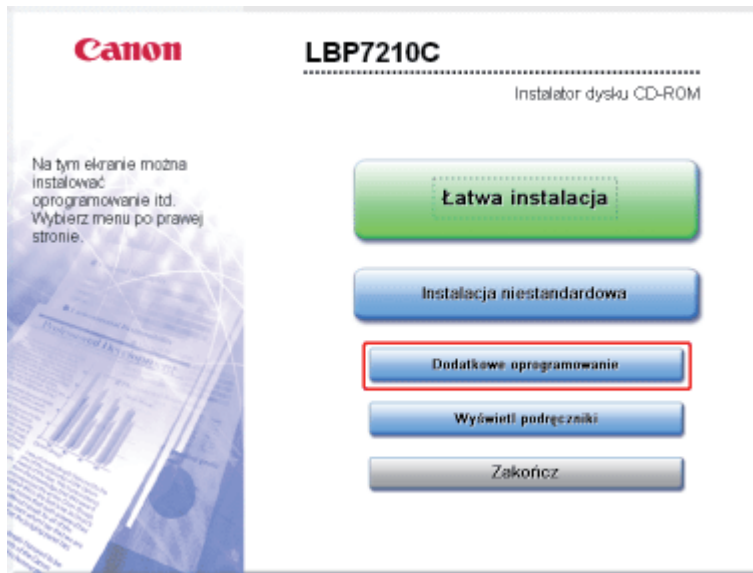 Canon
LBP7210C
Instalator dysku CD-ROM
Na tym ekranie można
instalować
oprogramowanie itd.
Wybierz menu po prawej
stronie.
Łatwa instalacja
Instalacja niestandardowa
Dodatkowe oprogramowanie
Wyświetl podręczniki
Zakończ